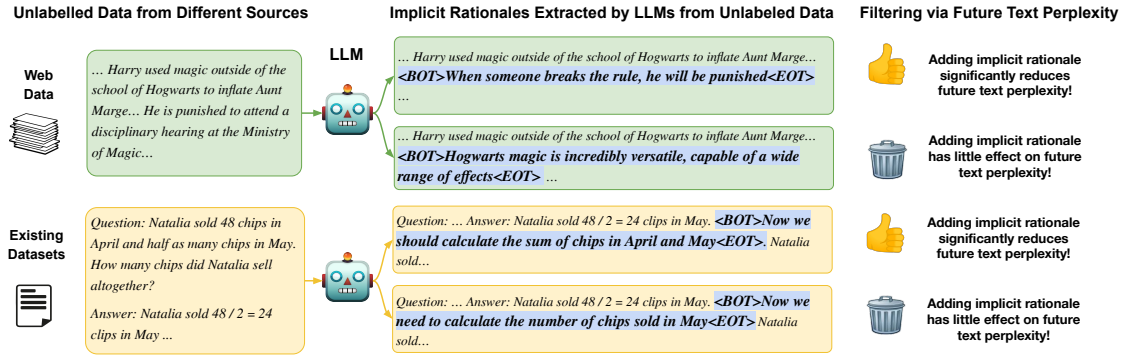 Unlabelled Data from Different Sources
Implicit Rationales Extracted by LLMs from Unlabeled Data
Filtering via Future Text Perplexity
Web
Data
... Harry used magic outside of the
school of Hogwarts to inflate Aunt
Marge... He is punished to attend a
disciplinary hearing at the Ministry
of Magic...
LLM
... Harry used magic outside of the school of Hogwarts to inflate Aunt Marge...
<BOT>When someone breaks the rule, he will be punished<EOT>
...
Adding implicit rationale
significantly reduces
future text perplexity!
... Harry used magic outside of the school of Hogwarts to inflate Aunt Marge...
<BOT>Hogwarts magic is incredibly versatile, capable of a wide
range of effects<EOT> ...
Adding implicit rationale
has little effect on future
text perplexity!
Existing
Datasets
Question: Natalia sold 48 chips in
April and half as many chips in May.
How many chips did Natalia sell
altogether?
Answer: Natalia sold 48 / 2 = 24
clips in May ...
Question: ... Answer: Natalia sold 48 / 2 = 24 clips in May. <BOT>Now we
should calculate the sum of chips in April and May<EOT>. Natalia
sold...
Adding implicit rationale
significantly reduces
future text perplexity!
Question: ... Answer: Natalia sold 48 / 2 = 24 clips in May. <BOT>Now we
need to calculate the number of chips sold in May<EOT> Natalia
sold...
Adding implicit rationale
has little effect on future
text perplexity!